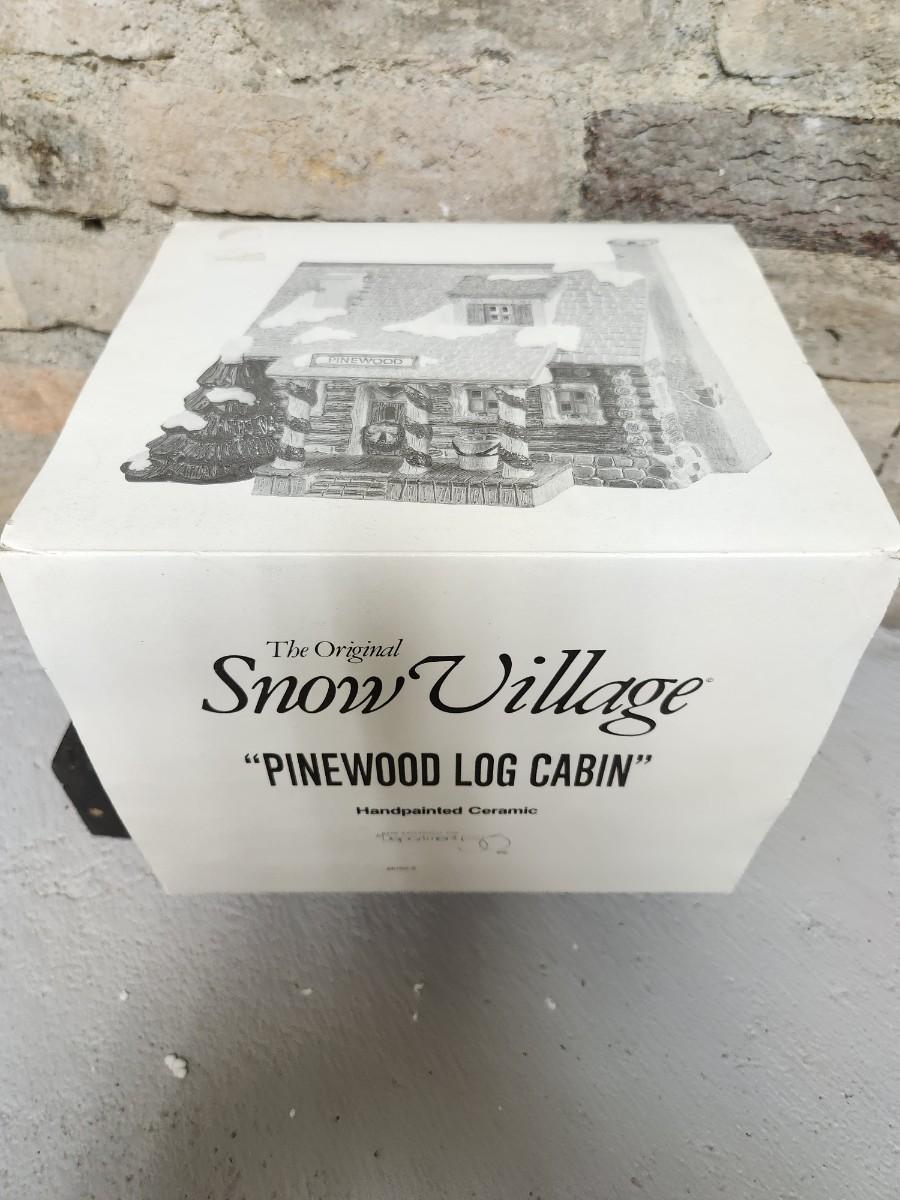 PINEWOOD
The Original
Snow Village©
“PINEWOOD LOG CABIN”
Handpainted Ceramic